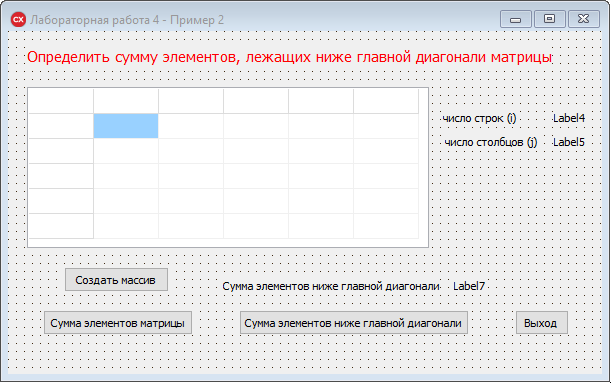 CX Лабораторная работа 4 - Пример 2
Определить сумму элементов, лежащих ниже главной диагонали матрицы
число строк (i) Label4
число столбцов (j) Label5
Создать массив
Сумма элементов ниже главной диагонали Label7
Сумма элементов матрицы Сумма элементов ниже главной диагонали Выход